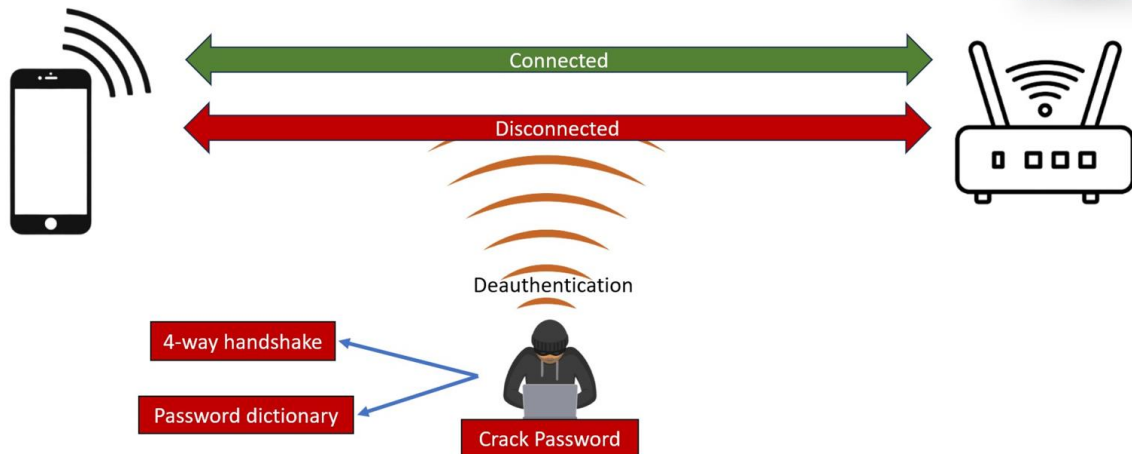 Connected
Disconnected
Deauthentication
4-way handshake
Password dictionary
Crack Password